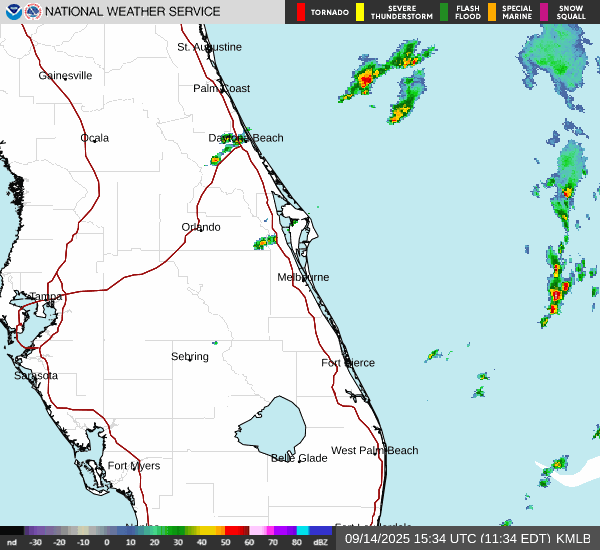 NATIONAL WEATHER SERVICE
TORNADO
SEVERE THUNDERSTORM
FLASH FLOOD
SPECIAL MARINE
SNOW SQUALL
St. Augustine
Gainesville
Palm Coast
Ocala
Daytona Beach
Orlando
Melbourne
Tampa
Sebring
Fort Pierce
Sarasota
West Palm Beach
Belle Glade
Fort Myers
nd -30 -20 -10 0 10 20 30 40 50 60 70 80 dBZ
09/14/2025 15:34 UTC (11:34 EDT) KMLB